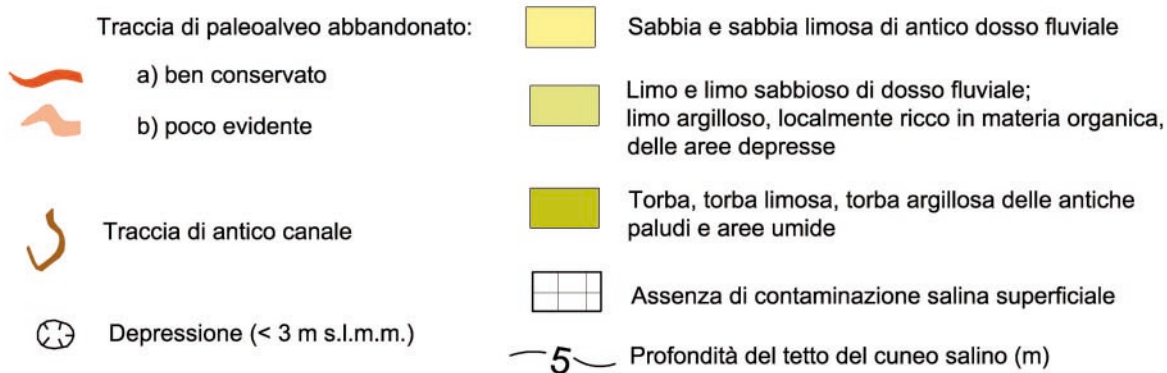 Traccia di paleoalveo abbandonato:
a) ben conservato
b) poco evidente
Traccia di antico canale
Depressione (< 3 m s.l.m.m.)
Sabbia e sabbia limosa di antico dosso fluviale
Limo e limo sabbioso di dosso fluviale;
limo argilloso, localmente ricco in materia organica,
delle aree depresse
Torba, torba limosa, torba argillosa delle antiche
paludi e aree umide
Assenza di contaminazione salina superficiale
5
Profondità del tetto del cuneo salino (m)